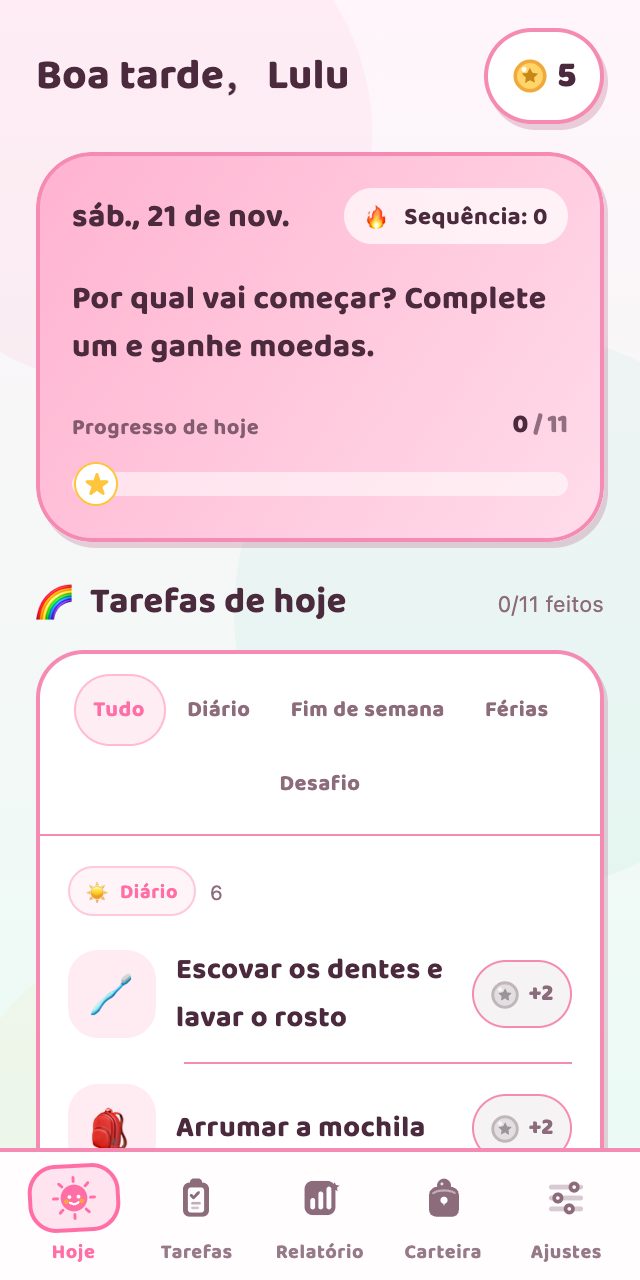 Boa tarde, Lulu
5
sáb., 21 de nov.
Sequência: 0
Por qual vai começar? Complete
um e ganhe moedas.
Progresso de hoje
0 / 11
Tarefas de hoje
0/11 feitos
Tudo
Diário
Fim de semana
Férias
Desafio
Diário
6
Escovar os dentes e
lavar o rosto
+2
Arrumar a mochila
+2
Hoje
Tarefas
Relatório
Carteira
Ajustes